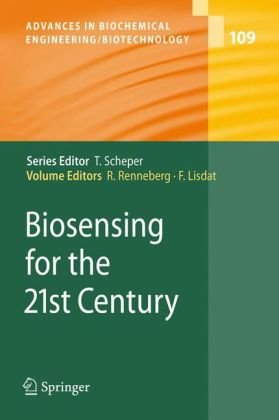 ADVANCES IN BIOCHEMICAL
ENGINEERING/BIOTECHNOLOGY
109
Series Editor T. Scheper
Volume Editors R. Renneberg · F. Lisdat
Biosensing
for the
21st Century
Springer